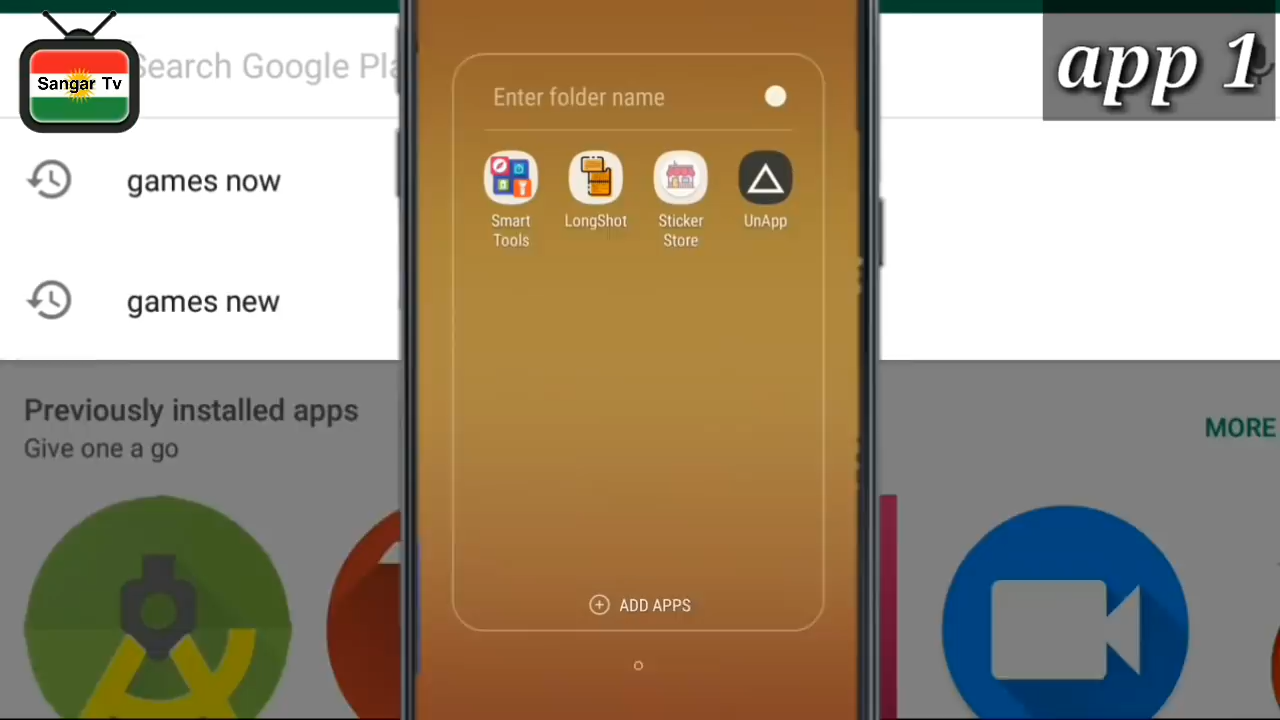 Sangar Tv
Search Google Pla
app 1
games now
games new
Previously installed apps
Give one a go
MORE
Enter folder name
Smart
Tools
LongShot
Sticker
Store
UnApp
ADD APPS